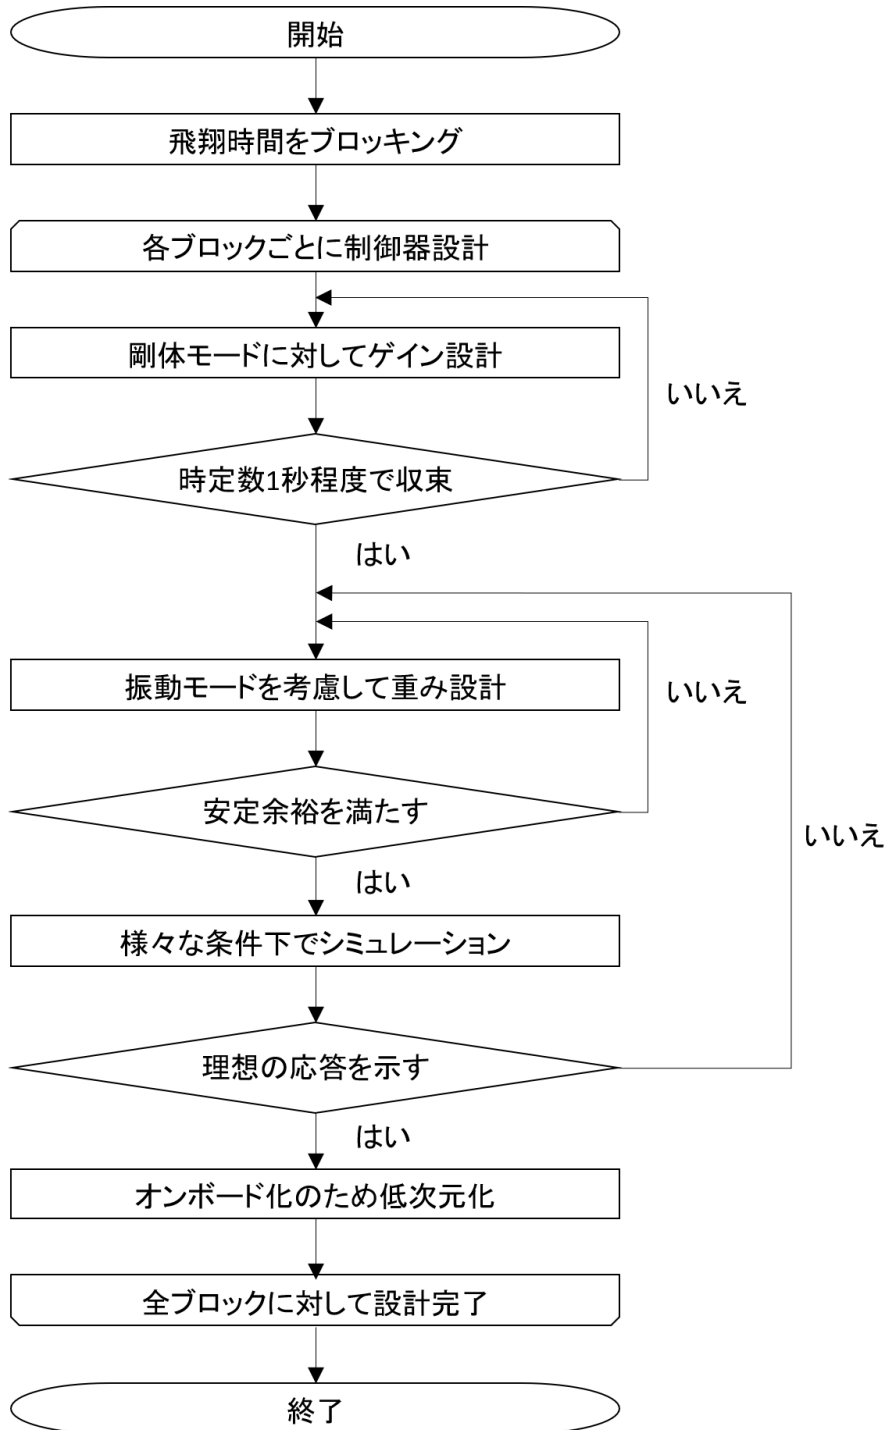 開始
飛翔時間をブロッキング
各ブロックごとに制御器設計
剛体モードに対してゲイン設計
いいえ
時定数1秒程度で収束
はい
振動モードを考慮して重み設計
いいえ
安定余裕を満たす
いいえ
はい
様々な条件下でシミュレーション
理想の応答を示す
はい
オンボード化のため低次元化
全ブロックに対して設計完了
終了